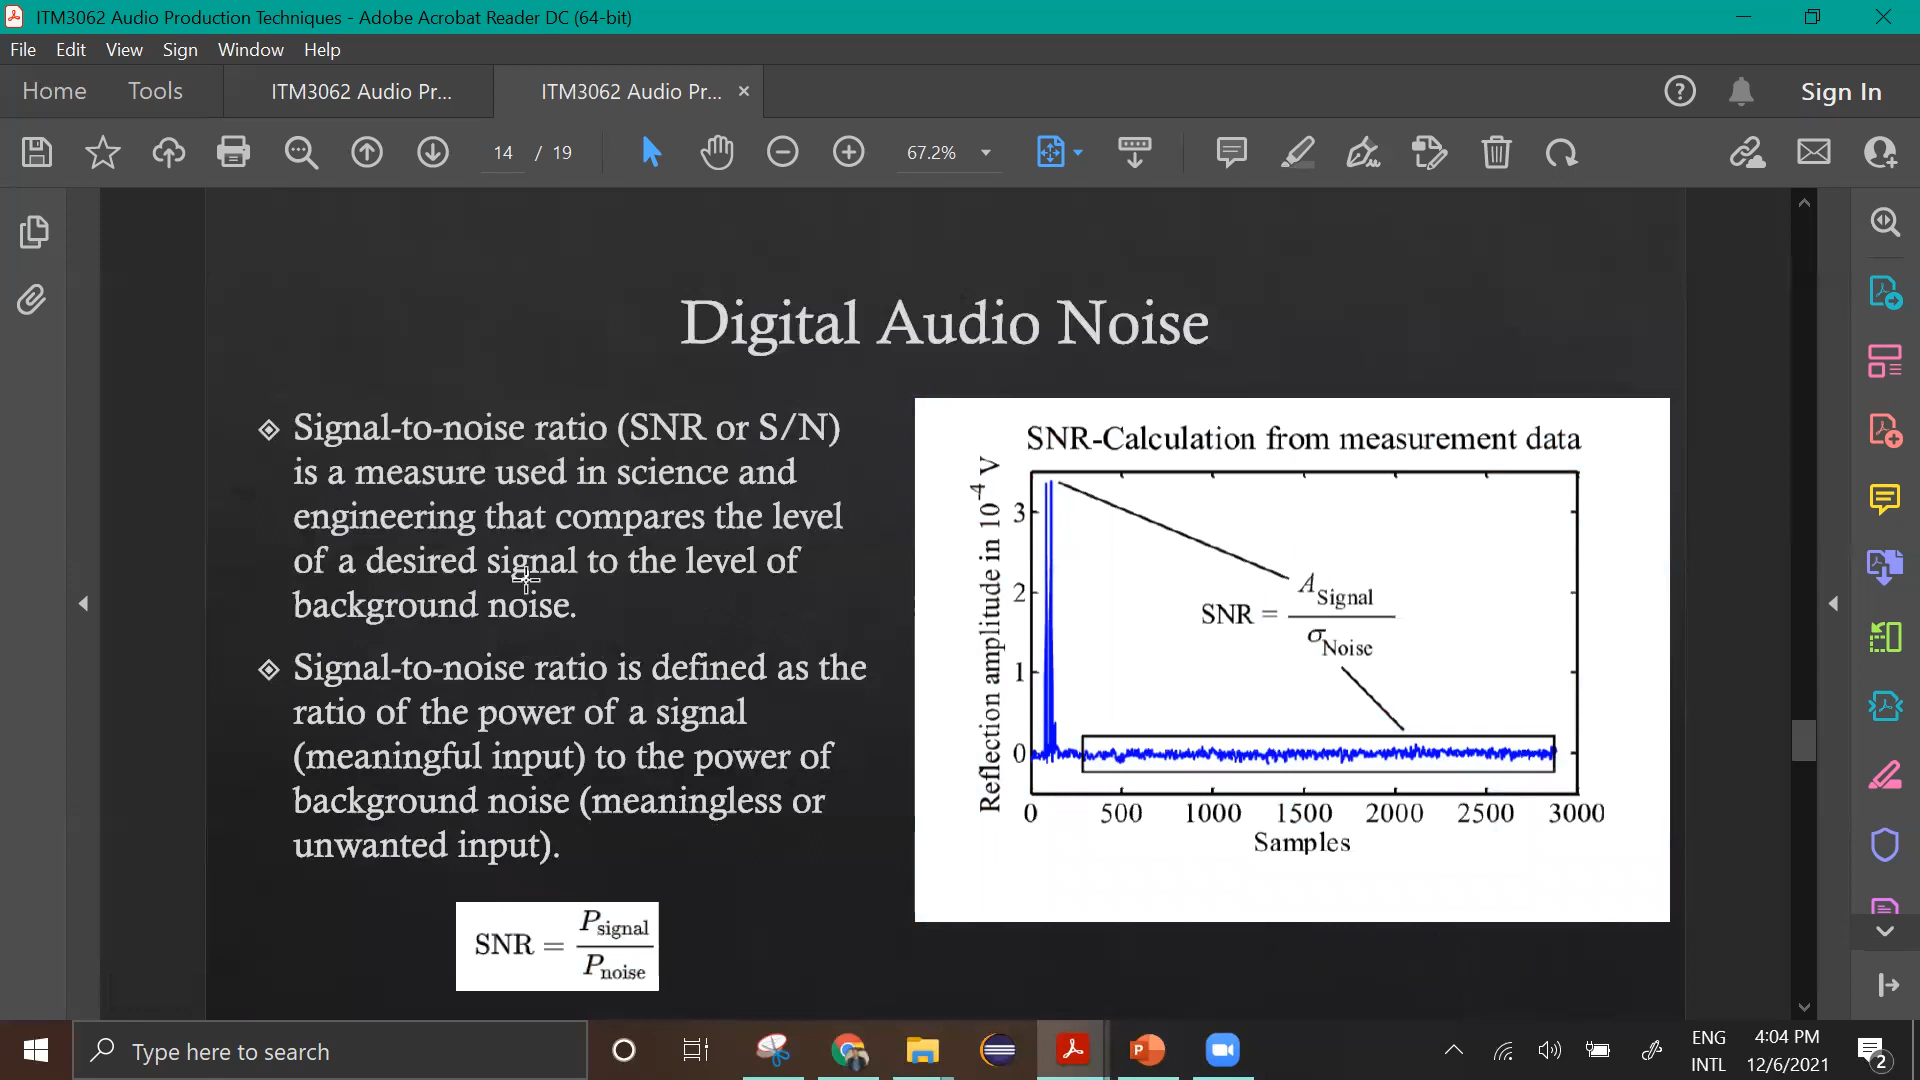 ITM3062 Audio Production Techniques - Adobe Acrobat Reader DC (64-bit)
File Edit View Sign Window Help
Home Tools ITM3062 Audio Pr... ITM3062 Audio Pr... × Sign In
14 / 19 67.2%
Digital Audio Noise
Signal-to-noise ratio (SNR or S/N)
is a measure used in science and
engineering that compares the level
of a desired signal to the level of
background noise.
Signal-to-noise ratio is defined as the
ratio of the power of a signal
(meaningful input) to the power of
background noise (meaningless or
unwanted input).
SNR = P signal / P noise
SNR-Calculation from measurement data
Reflection amplitude in 10⁻⁴ V
3
2
1
0
SNR = A Signal / σ Noise
0 500 1000 1500 2000 2500 3000
Samples
Type here to search
ENG
INTL
4:04 PM
12/6/2021
2